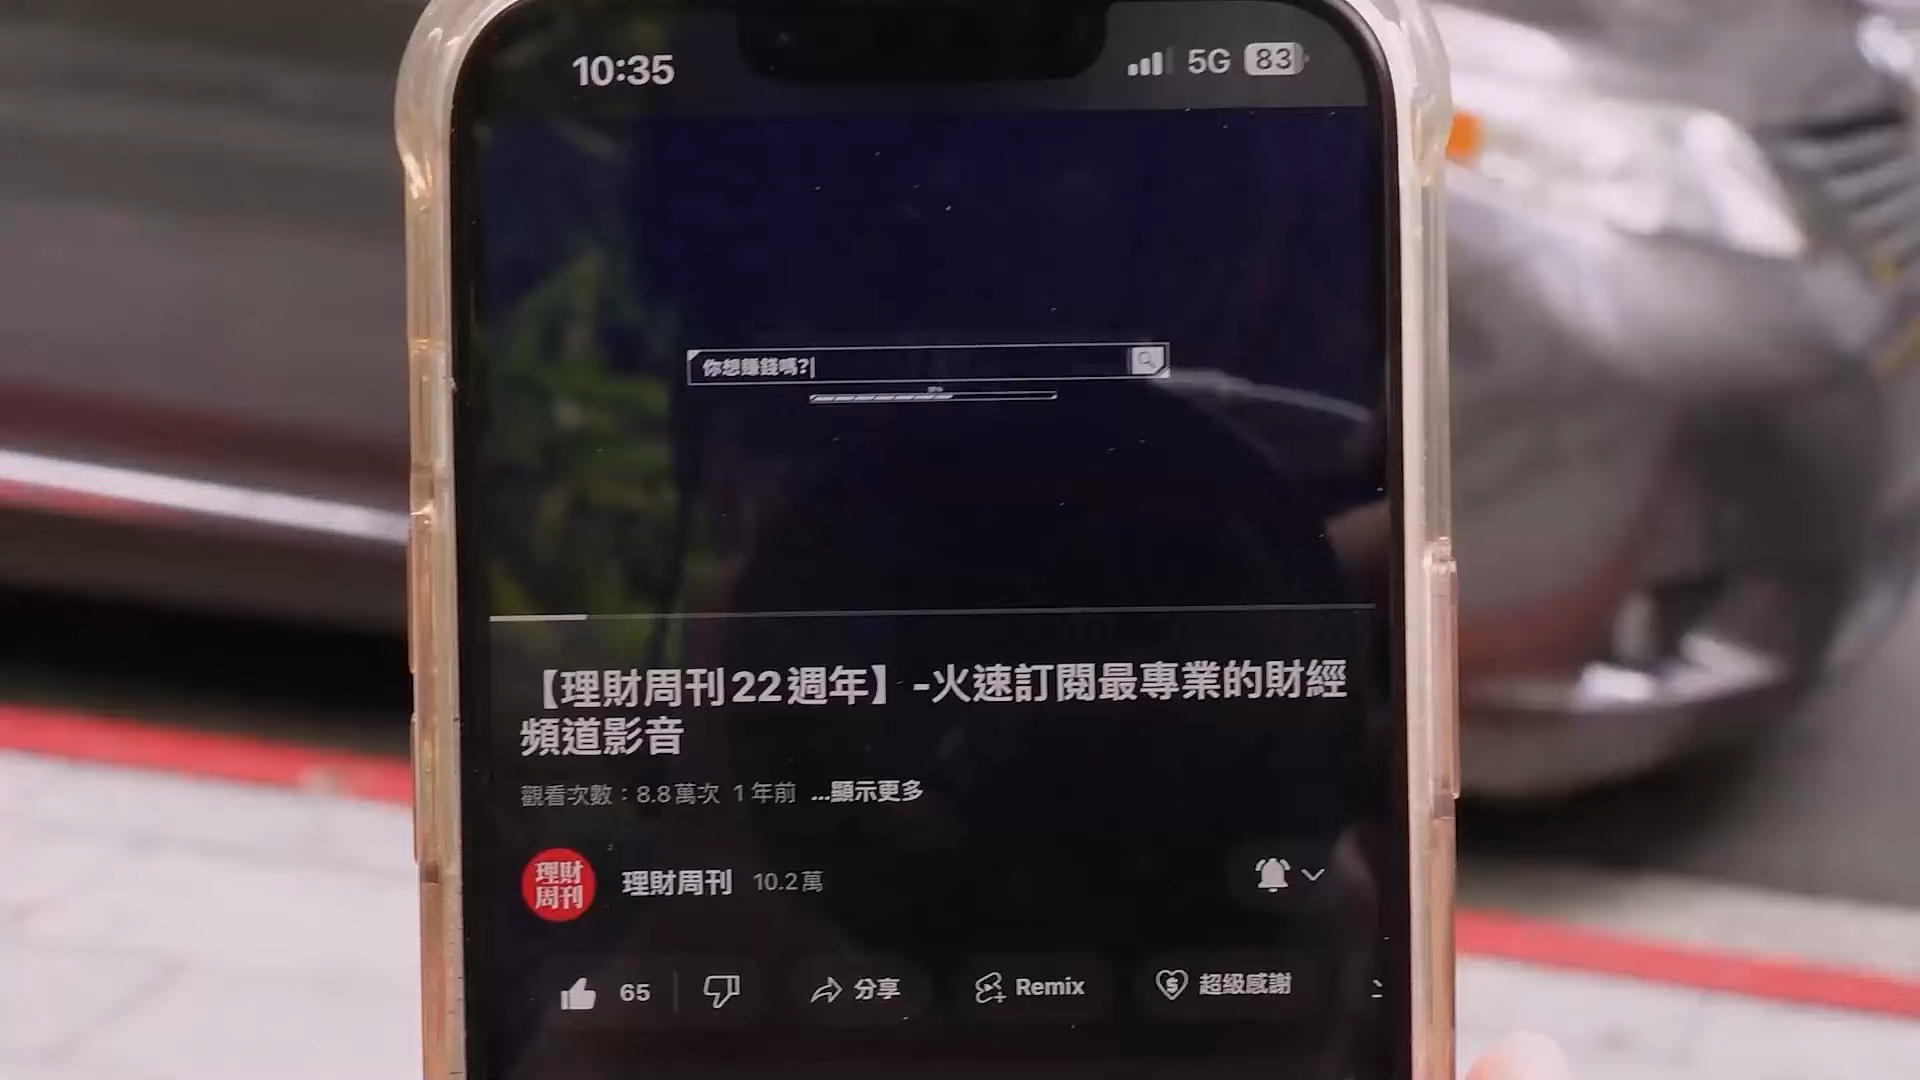 10:35
5G 83
你想賺錢嗎?
【理財周刊22週年】-火速訂閱最專業的財經
頻道影音
觀看次數：8.8萬次 1年前 ...顯示更多
理財
周刊
理財周刊 10.2萬
65 分享 Remix 超級感謝